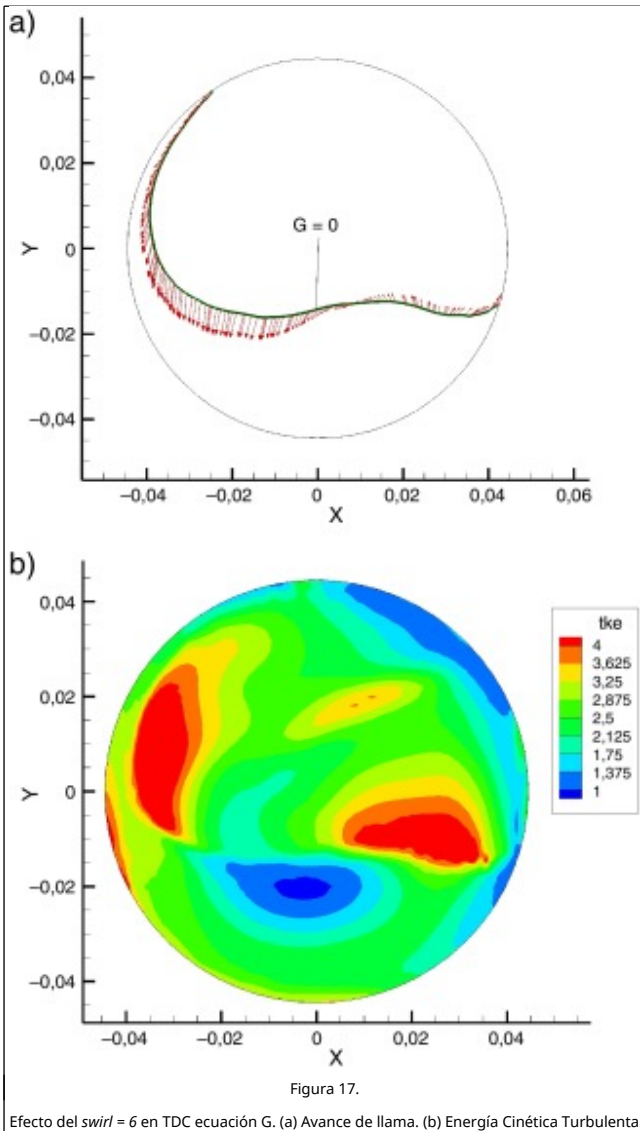 a)
0,04
0,02
0
−0,02
−0,04
Y
G = 0
−0,04 −0,02 0 0,02 0,04 0,06
X
b)
0,04
0,02
0
−0,02
−0,04
Y
tke
4
3,625
3,25
2,875
2,5
2,125
1,75
1,375
1
−0,04 −0,02 0 0,02 0,04
X
Figura 17.
Efecto del swirl = 6 en TDC ecuación G. (a) Avance de llama. (b) Energía Cinética Turbulenta